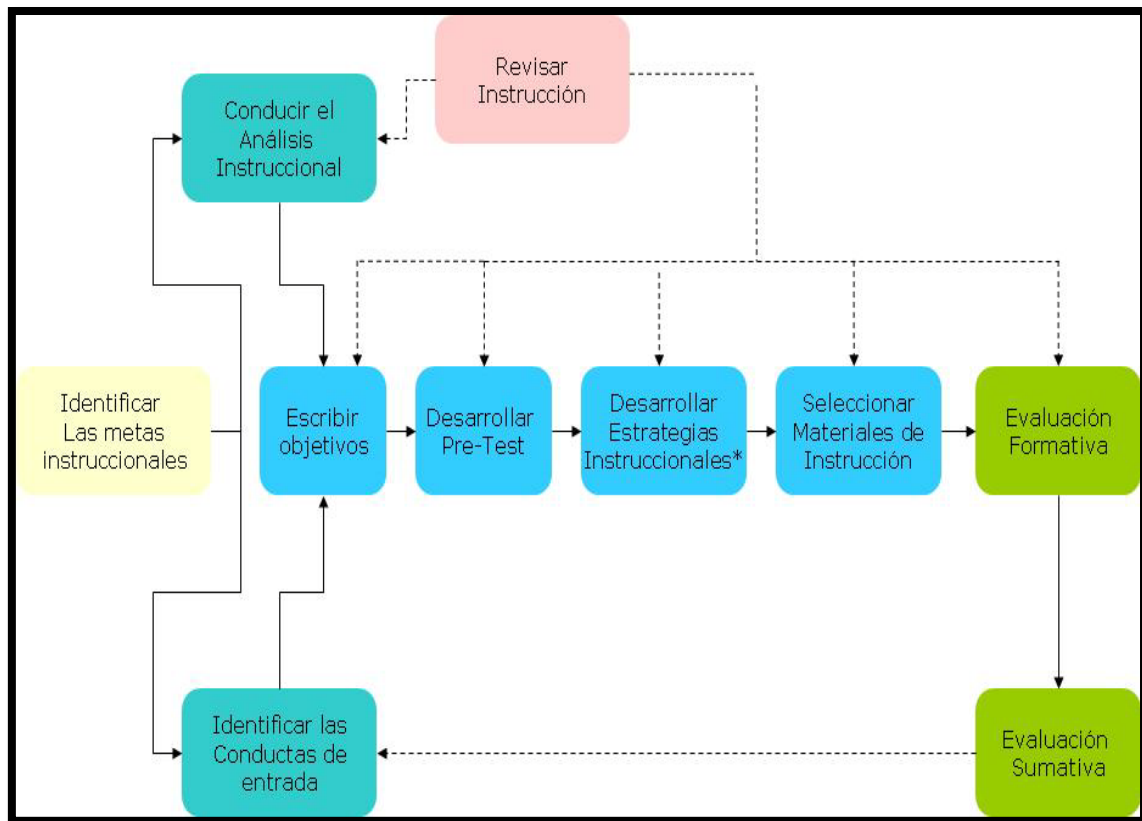 Revisar
Instrucción
Conducir el
Análisis
Instruccional
Identificar
Las metas
instruccionales
Escribir
objetivos
Desarrollar
Pre-Test
Desarrollar
Estrategias
Instruccionales*
Seleccionar
Materiales de
Instrucción
Evaluación
Formativa
Identificar las
Conductas de
entrada
Evaluación
Sumativa